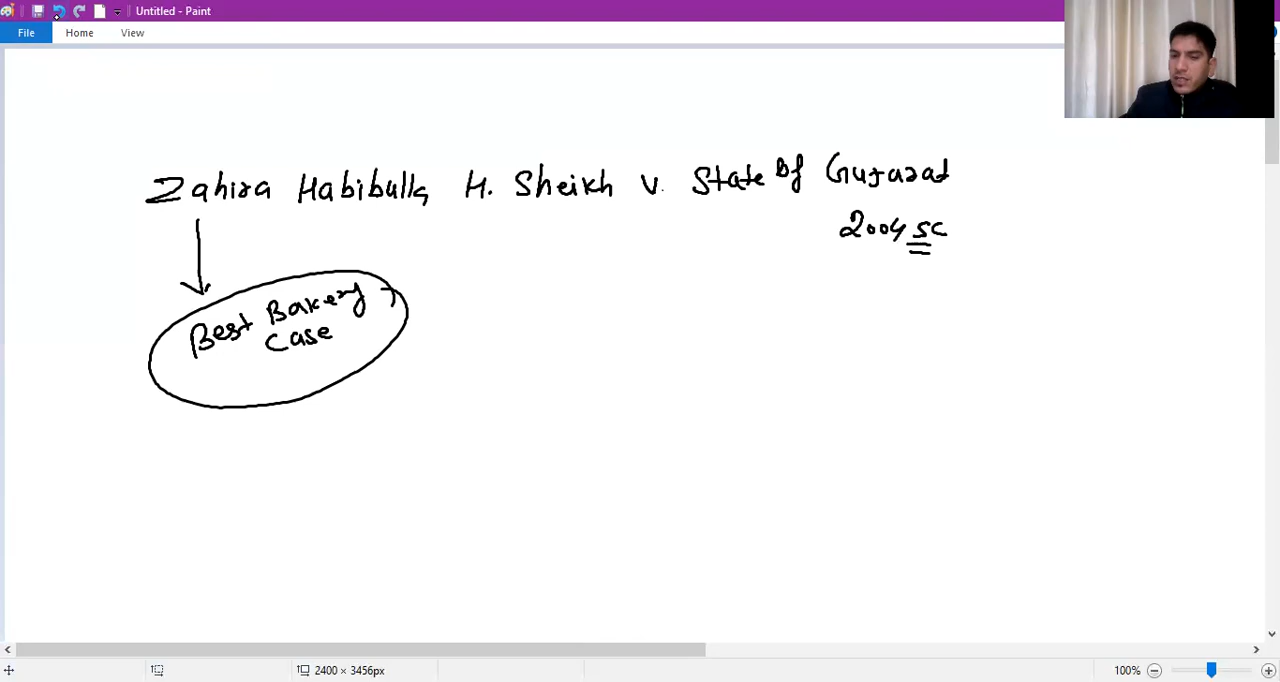 Untitled - Paint
File Home View
Zahira Habibulla H. Sheikh v. State Of Gujarat
2004 SC
Best Bakery
Case
2400 × 3456px
100%